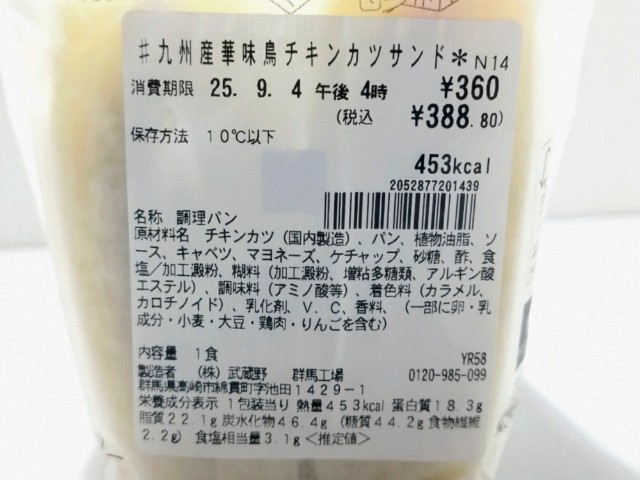 #九州産華味鳥チキンカツサンド* N14
消費期限 25. 9. 4 午後 4時 ¥360
(税込 ¥388.80)
保存方法 10℃以下
453kcal
2052877201439
名称 調理パン
原材料名 チキンカツ（国内製造）、パン、植物油脂、ソ
ース、キャベツ、マヨネーズ、ケチャップ、砂糖、酢、食
塩／加工澱粉、糊料（加工澱粉、増粘多糖類、アルギン酸
エステル）、調味料（アミノ酸等）、着色料（カラメル、
カロチノイド）、乳化剤、V.C、香料、（一部に卵・乳
成分・小麦・大豆・鶏肉・りんごを含む）
内容量 1食 YR58
製造者 （株）武蔵野 群馬工場 0120-985-099
群馬県高崎市綿貫町字池田1429-1
栄養成分表示 1包装当り 熱量453kcal 蛋白質18.3g
脂質22.1g 炭水化物46.4g（糖質44.2g 食物繊維
2.2g） 食塩相当量3.1g＜推定値＞